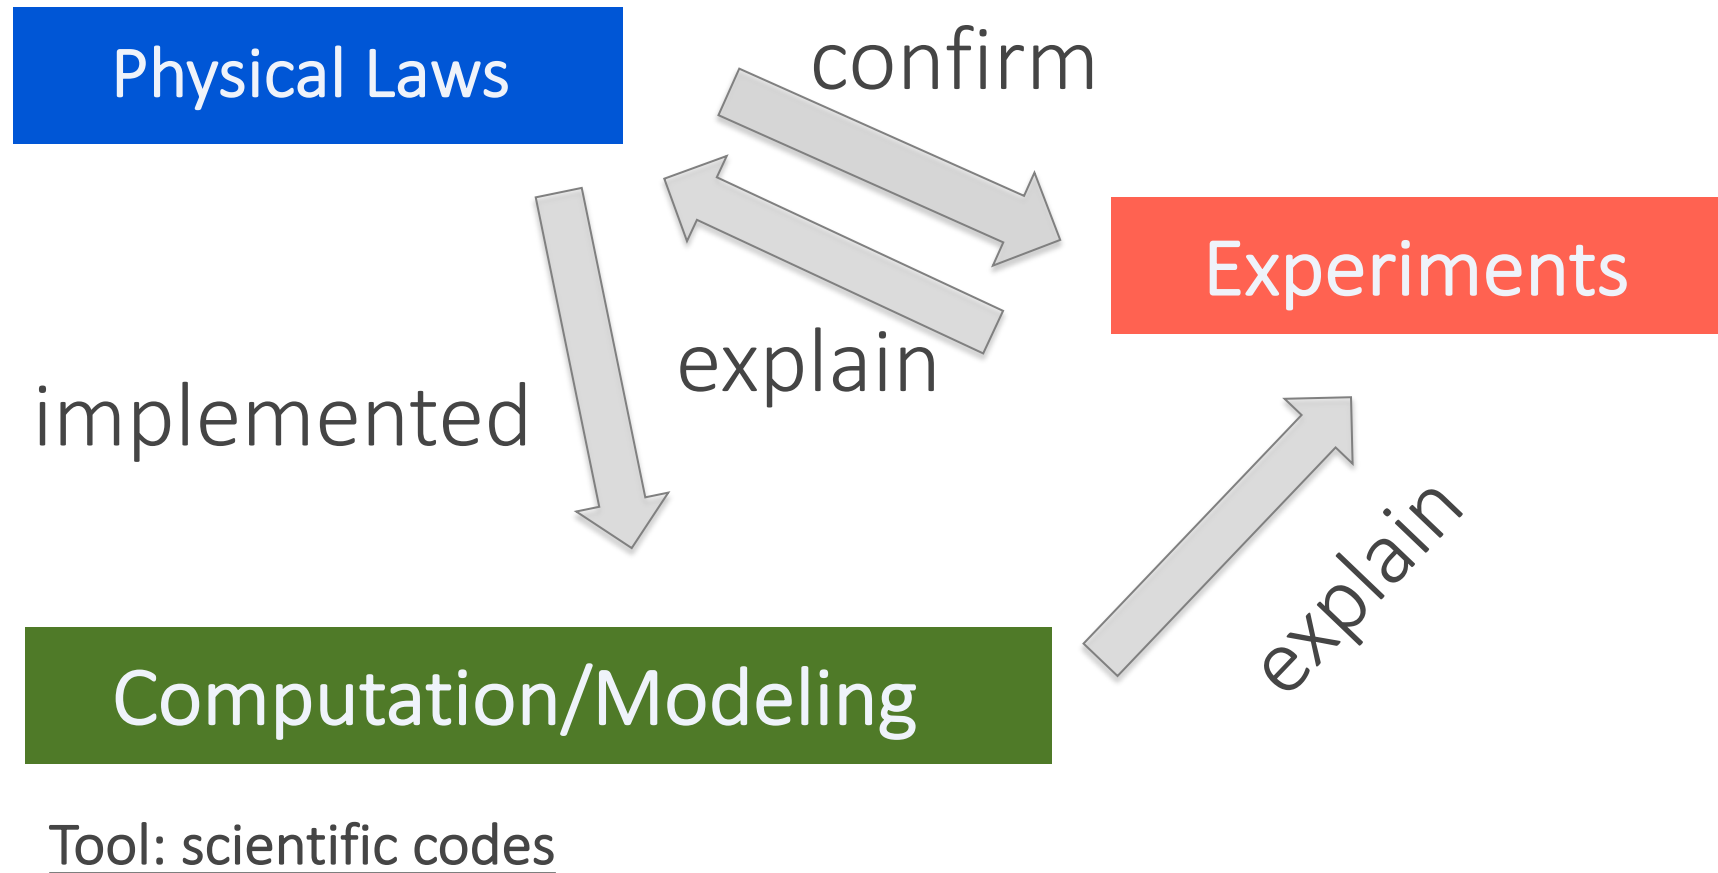 Physical Laws
confirm
Experiments
explain
implemented
explain
Computation/Modeling
Tool: scientific codes